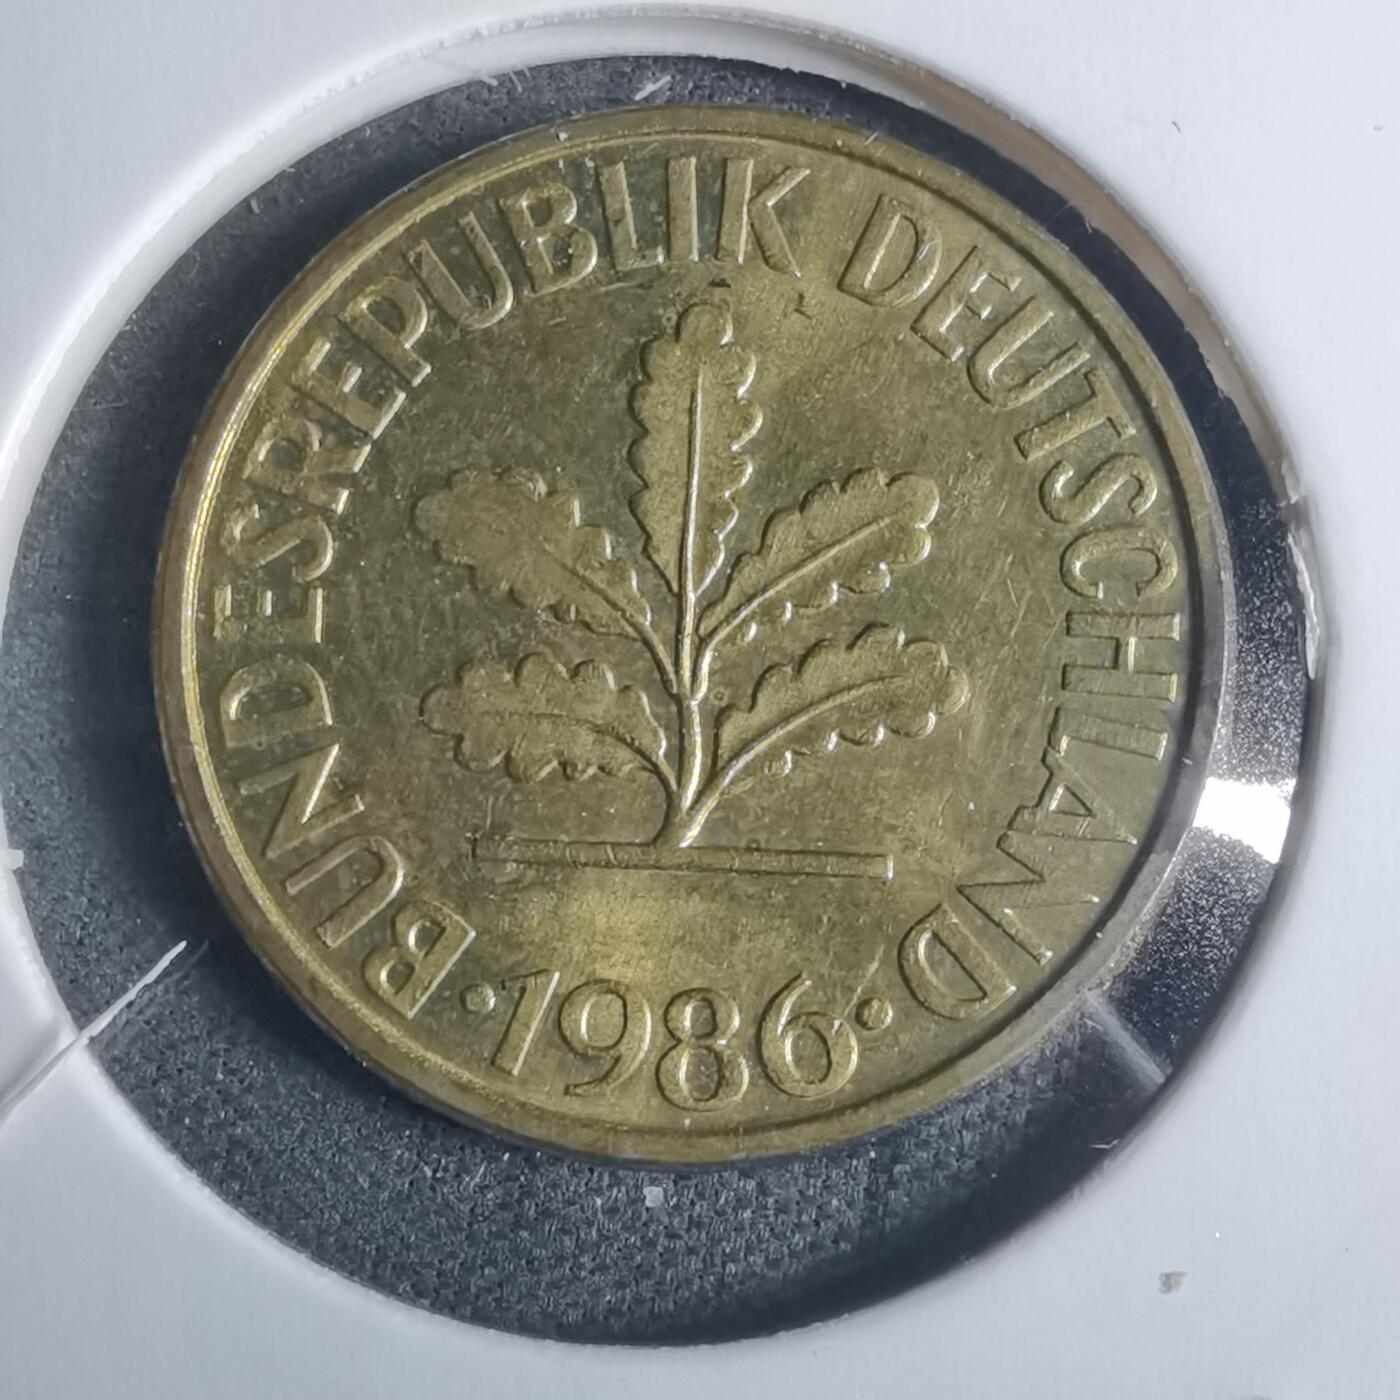 BUNDESREPUBLIK DEUTSCHLAND
·1986·